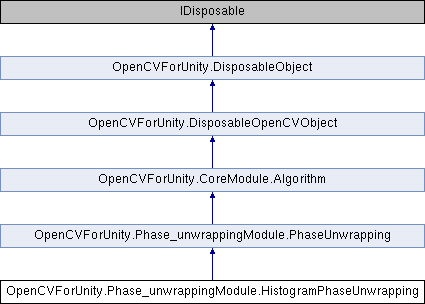 IDisposable
OpenCVForUnity.DisposableObject
OpenCVForUnity.DisposableOpenCVObject
OpenCVForUnity.CoreModule.Algorithm
OpenCVForUnity.Phase_unwrappingModule.PhaseUnwrapping
OpenCVForUnity.Phase_unwrappingModule.HistogramPhaseUnwrapping